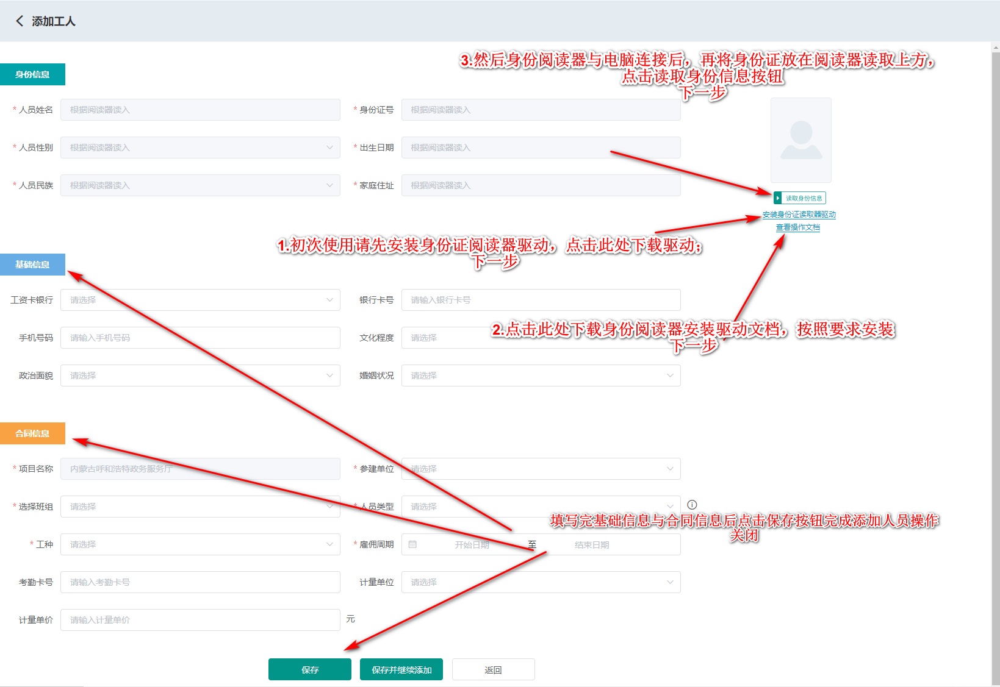 添加工人
3.然后身份阅读器与电脑连接后，再将身份证放在阅读器读取上方，
点击读取身份信息按钮
下一步
身份信息
* 人员姓名 根据阅读器读入
* 身份证号 根据阅读器读入
* 人员性别 根据阅读器读入
* 出生日期 根据阅读器读入
* 人员民族 根据阅读器读入
* 家庭住址 根据阅读器读入
读取身份信息
安装身份证读取器驱动
查看操作文档
1.初次使用请先安装身份证阅读器驱动，点击此处下载驱动；
下一步
基础信息
工资卡银行 请选择
银行卡号 请输入银行卡号
手机号码 请输入手机号码
文化程度 请选择
2.点击此处下载身份阅读器安装驱动文档，按照要求安装
下一步
政治面貌 请选择
婚姻状况 请选择
合同信息
* 项目名称 内蒙古呼和浩特政务服务厅
* 参建单位 请选择
* 选择班组 请选择
* 人员类型 请选择
填写完基础信息与合同信息后点击保存按钮完成添加人员操作
关闭
* 工种 请选择
* 雇佣周期 开始日期 至 结束日期
考勤卡号 请输入考勤卡号
计量单位 请选择
计量单价 请输入计量单价 元
保存
保存并继续添加
返回